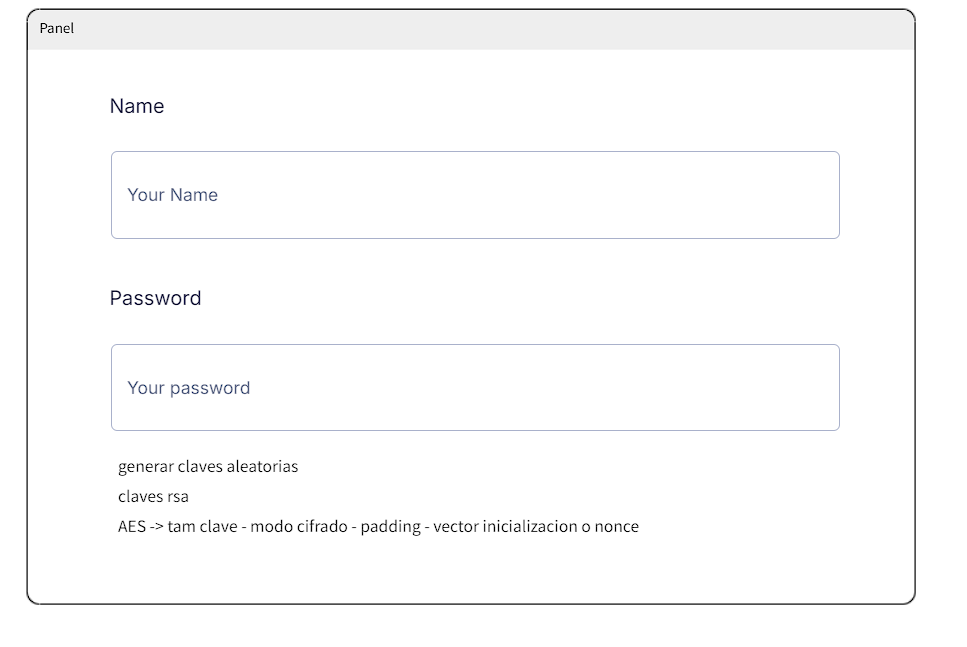 Panel
Name
Your Name
Password
Your password
generar claves aleatorias
claves rsa
AES -> tam clave - modo cifrado - padding - vector inicializacion o nonce